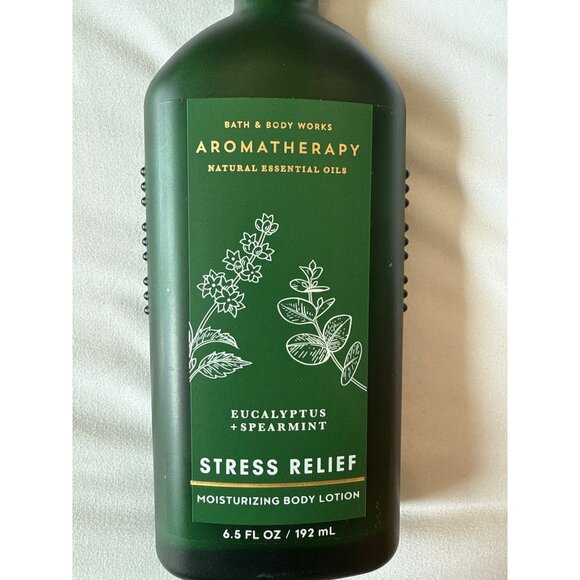 BATH & BODY WORKS
AROMATHERAPY
NATURAL ESSENTIAL OILS
EUCALYPTUS
+ SPEARMINT
STRESS RELIEF
MOISTURIZING BODY LOTION
6.5 FL OZ / 192 mL